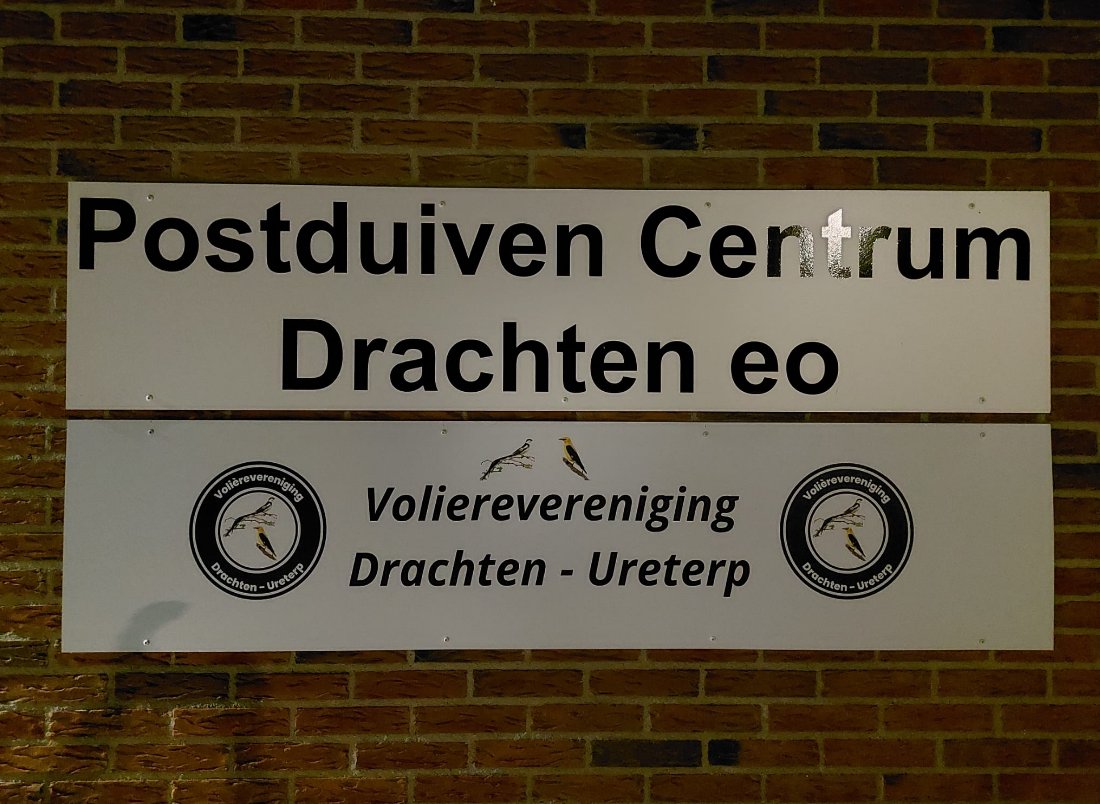 Postduiven Centrum
Drachten eo
Volièrevereniging
Drachten - Ureterp
Volierevereniging
Drachten - Ureterp
Volièrevereniging
Drachten - Ureterp